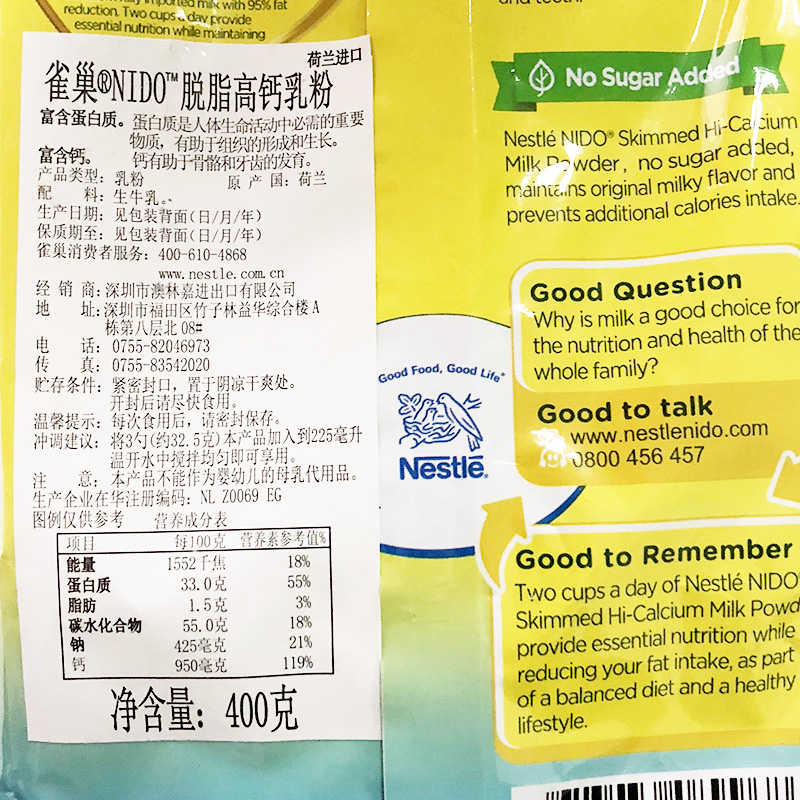 imported milk with 95% fat
reduction. Two cups a day provide
essential nutrition while maintaining
荷兰进口
雀巢®NIDO™脱脂高钙乳粉
富含蛋白质。蛋白质是人体生命活动中必需的重要
物质，有助于组织的形成和生长。
富含钙。 钙有助于骨骼和牙齿的发育。
产品类型：乳粉 原产国：荷兰
配 料：生牛乳。
生产日期：见包装背面(日/月/年)
保质期至：见包装背面(日/月/年)
雀巢消费者服务：400-610-4868
www.nestle.com.cn
经 销 商:深圳市澳林嘉进出口有限公司
地 址:深圳市福田区竹子林益华综合楼A
栋第八层北 08#
电 话：0755-82046973
传 真：0755-83542020
贮存条件：紧密封口，置于阴凉干爽处。
开封后请尽快食用。
温馨提示：每次食用后，请密封保存。
冲调建议：将3勺(约32.5克)本产品加入到225毫升
温开水中搅拌均匀即可享用。
注 意：本产品不能作为婴幼儿的母乳代用品。
生产企业在华注册编码：NL Z0069 EG
图例仅供参考 营养成分表
项目 每100克 营养素参考值%
能量 1552千焦 18%
蛋白质 33.0克 55%
脂肪 1.5克 3%
碳水化合物 55.0克 18%
钠 425毫克 21%
钙 950毫克 119%
净含量：400克
and teeth.
No Sugar Added
Nestlé NIDO® Skimmed Hi-Calcium
Milk Powder, no sugar added,
maintains original milky flavor and
prevents additional calories intake.
Good Question
Why is milk a good choice for
the nutrition and health of the
whole family?
Good to talk
www.nestlenido.com
0800 456 457
Good Food, Good Life®
Nestlé®
Good to Remember
Two cups a day of Nestlé NIDO®
Skimmed Hi-Calcium Milk Powd
provide essential nutrition while
reducing your fat intake, as part
of a balanced diet and a healthy
lifestyle.